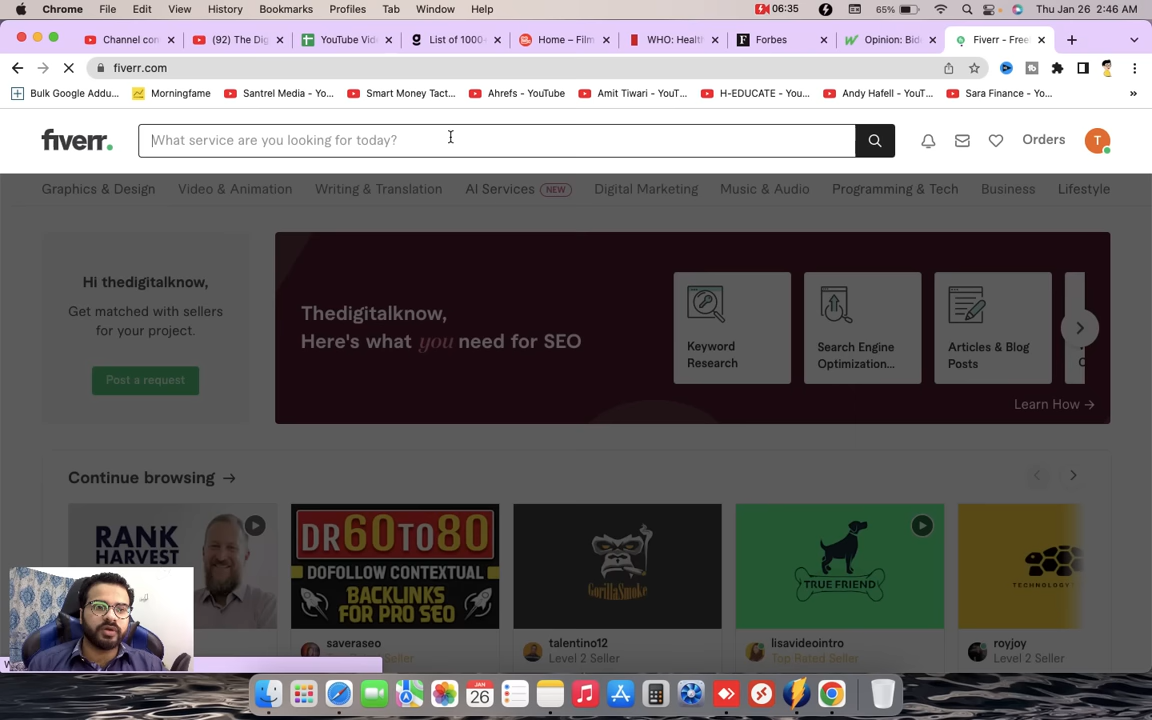 Chrome File Edit View History Bookmarks Profiles Tab Window Help 06:35 65% Thu Jan 26 2:46 AM
Channel con (92) The Dig YouTube Vid List of 1000+ Home – Film WHO: Healt Forbes Opinion: Bid Fiverr - Free
fiverr.com
Bulk Google Addu... Morningfame Santrel Media - Yo... Smart Money Tact... Ahrefs - YouTube Amit Tiwari - YouT... H-EDUCATE - You... Andy Hafell - YouT... Sara Finance - Yo... »
fiverr. What service are you looking for today? Orders T
Graphics & Design Video & Animation Writing & Translation AI Services NEW Digital Marketing Music & Audio Programming & Tech Business Lifestyle
Hi thedigitalknow,
Get matched with sellers
for your project.
Post a request
Thedigitalknow,
Here's what you need for SEO
Keyword
Research
Search Engine
Optimization...
Articles & Blog
Posts
Learn How →
Continue browsing →
RANK
HARVEST
DR60TO80
DOFOLLOW CONTEXTUAL
BACKLINKS
FOR PRO SEO
GorillaSmoke
TRUE FRIEND
saveraseo
Seller
talentino12
Level 2 Seller
lisavideointro
Top Rated Seller
royjoy
Level 2 Seller
JAN
26